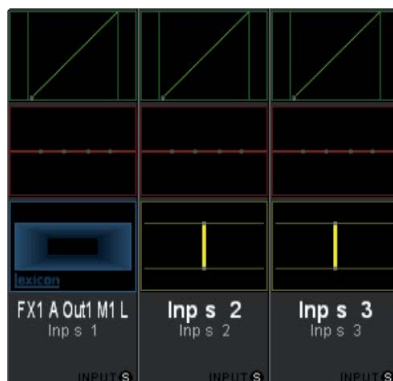 lexicon
FX1 A Out1 M1 L
Inp s 2
Inp s 3
Inp s 1
Inp s 2
Inp s 3
INPUT S
INPUT S
INPUT S